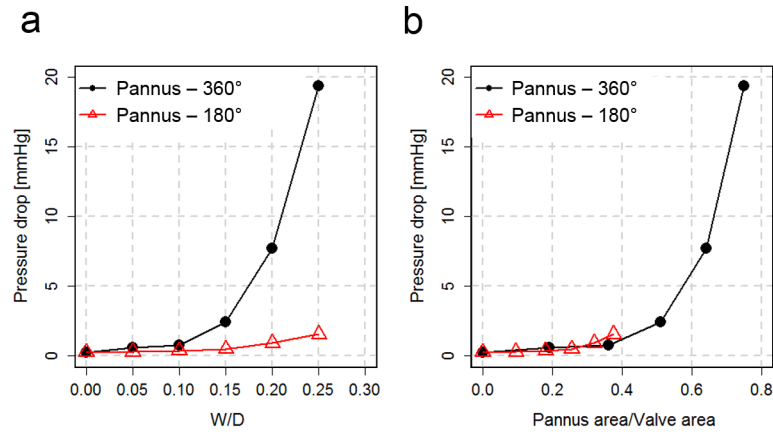 a
Pressure drop [mmHg]
20
15
10
5
0
Pannus – 360°
Pannus – 180°
0.00 0.05 0.10 0.15 0.20 0.25 0.30
W/D
b
Pressure drop [mmHg]
20
15
10
5
0
Pannus – 360°
Pannus – 180°
0.0 0.2 0.4 0.6 0.8
Pannus area/Valve area